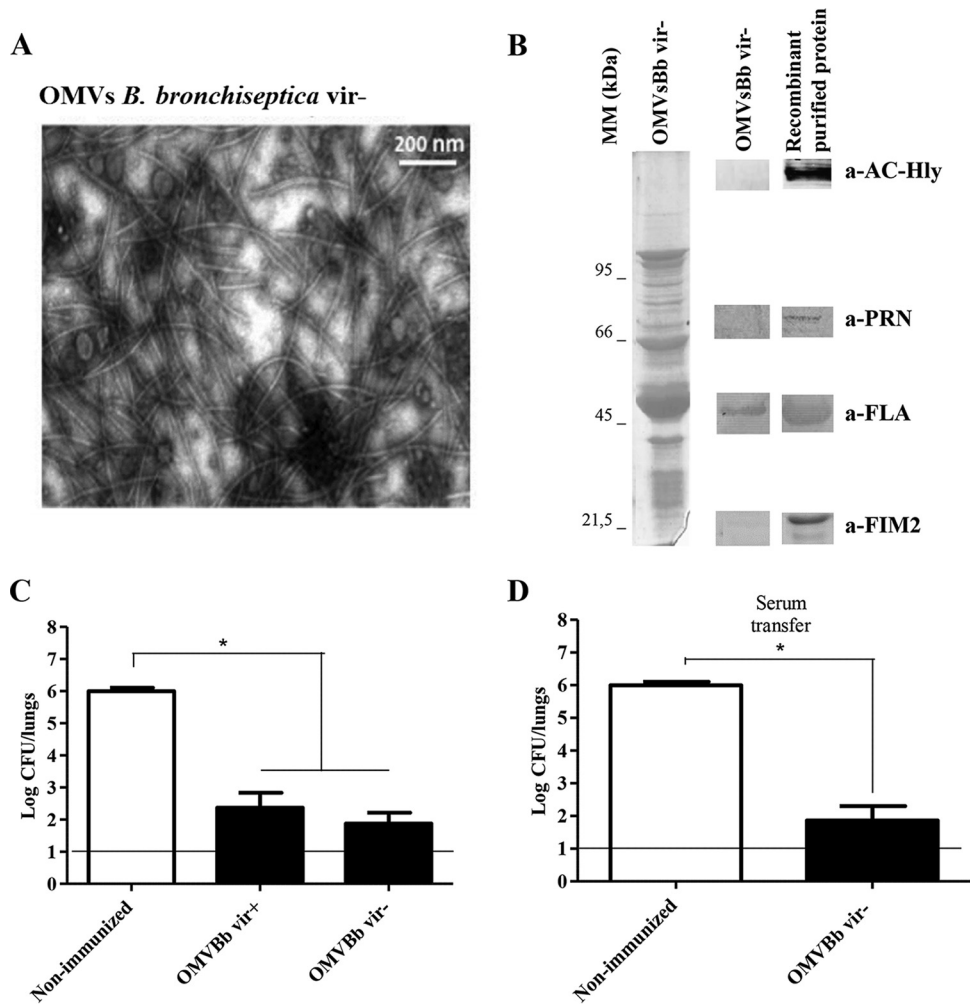 A
OMVs B. bronchiseptica vir-
200 nm
B
MM (kDa)
OMVsBb vir-
OMVsBb vir-
Recombinant
purified protein
a-AC-Hly
95
a-PRN
66
a-FLA
45
a-FIM2
21,5
C
Log CFU/lungs
8
7
6
5
4
3
2
1
0
*
Non-immunized
OMVBb vir+
OMVBb vir-
D
Serum
transfer
*
Log CFU/lungs
8
7
6
5
4
3
2
1
0
Non-immunized
OMVBb vir-